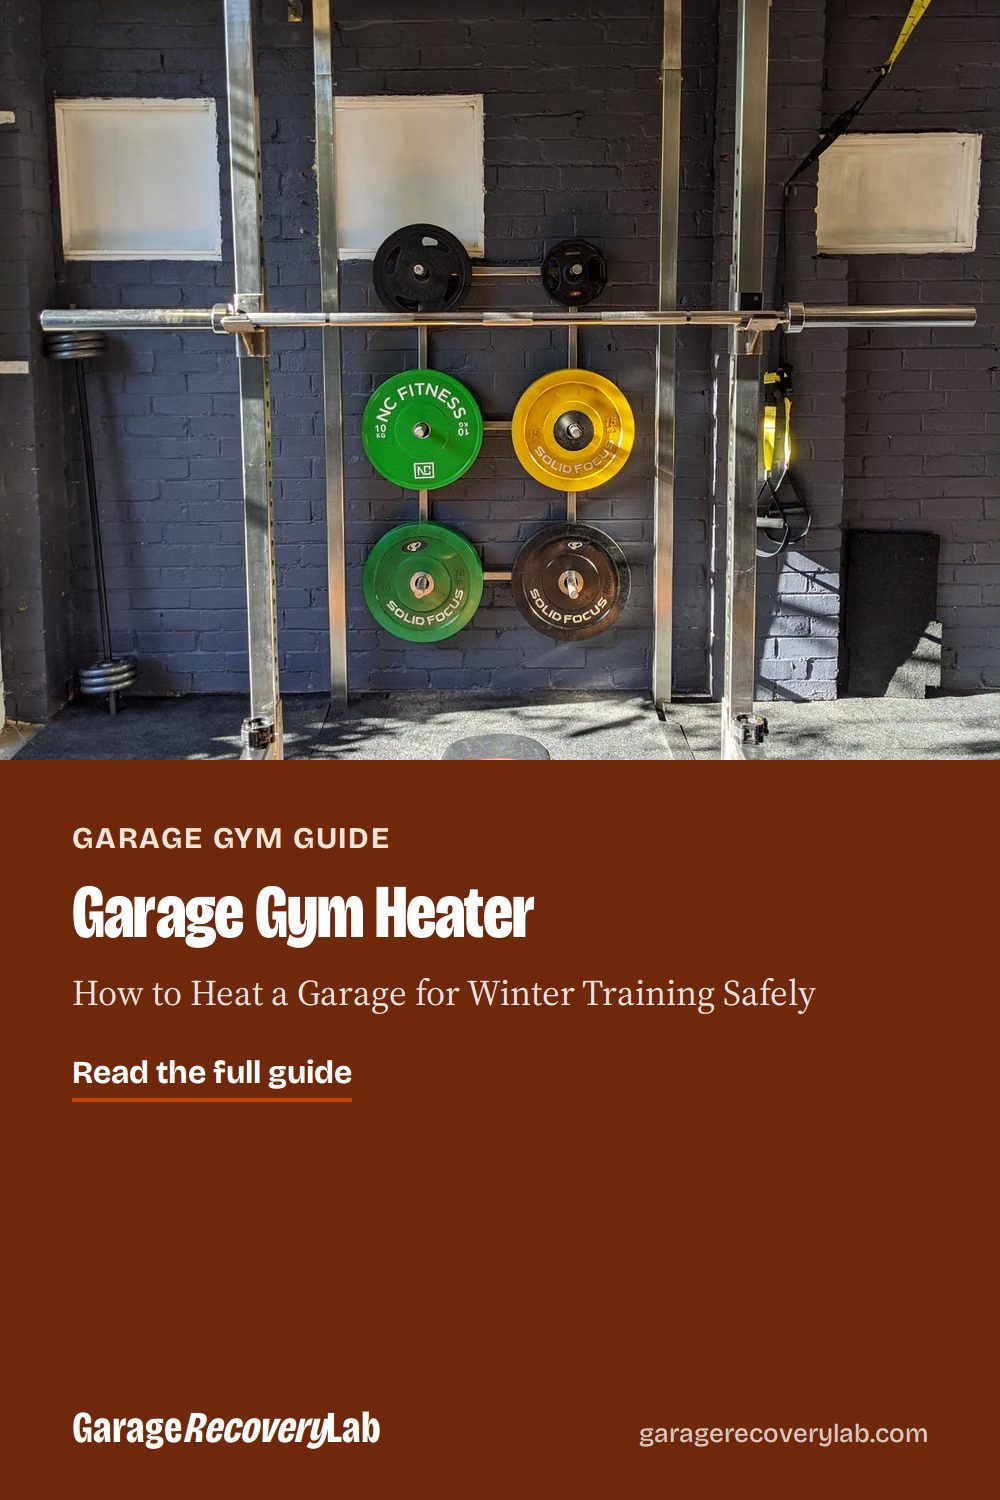 NC FITNESS
10 KG
10 KG
NC
SOLID FOCUS
SOLID FOCUS
SOLID FOCUS
GARAGE GYM GUIDE
Garage Gym Heater
How to Heat a Garage for Winter Training Safely
Read the full guide
GarageRecoveryLab
garagerecoverylab.com